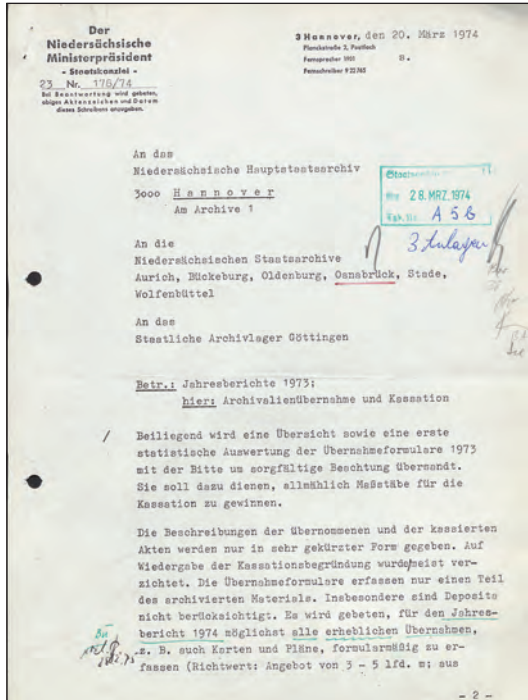 Der
Niedersächsische
Ministerpräsident
- Staatskanzlei -
23 Nr. 178/74
Bei Beantwortung wird gebeten,
obiges Aktenzeichen und Datum
dieses Schreibens anzugeben.
3 Hannover, den 20. März 1974
Planckstraße 2, Postfach
Fernsprecher 1901
Fernschreiber 9 22 765
An das
Niedersächsische Hauptstaatsarchiv
3000 Hannover
Am Archive 1
28. MRZ. 1974
A 5 B
3 Anlagen
An die
Niedersächsischen Staatsarchive
Aurich, Bückeburg, Oldenburg, Osnabrück, Stade,
Wolfenbüttel
An das
Staatliche Archivlager Göttingen
Betr.: Jahresberichte 1973;
hier: Archivalienübernahme und Kassation
/ Beiliegend wird eine Übersicht sowie eine erste
statistische Auswertung der Übernahmeformulare 1973
mit der Bitte um sorgfältige Beachtung übersandt.
Sie soll dazu dienen, allmählich Maßstäbe für die
Kassation zu gewinnen.
Die Beschreibungen der übernommenen und der kassierten
Akten werden nur in sehr gekürzter Form gegeben. Auf
Wiedergabe der Kassationsbegründung wurde/meist ver-
zichtet. Die Übernahmeformulare erfassen nur einen Teil
des archivierten Materials. Insbesondere sind Deposita
nicht berücksichtigt. Es wird gebeten, für den Jahres-
bericht 1974 möglichst alle erheblichen Übernahmen,
z. B. auch Karten und Pläne, formularmäßig zu er-
fassen (Richtwert: Angebot von 3 - 5 lfd. m; aus
- 2 -